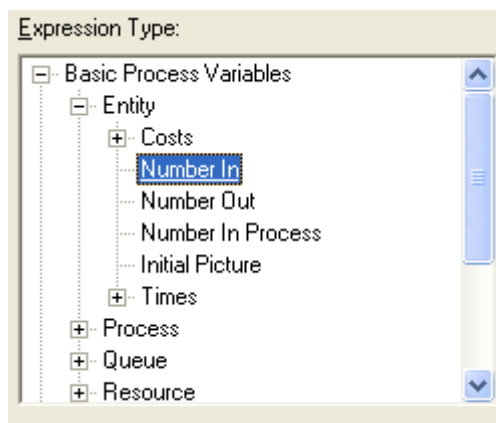 Expression Type:
Basic Process Variables
Entity
Costs
Number In
Number Out
Number In Process
Initial Picture
Times
Process
Queue
Resource